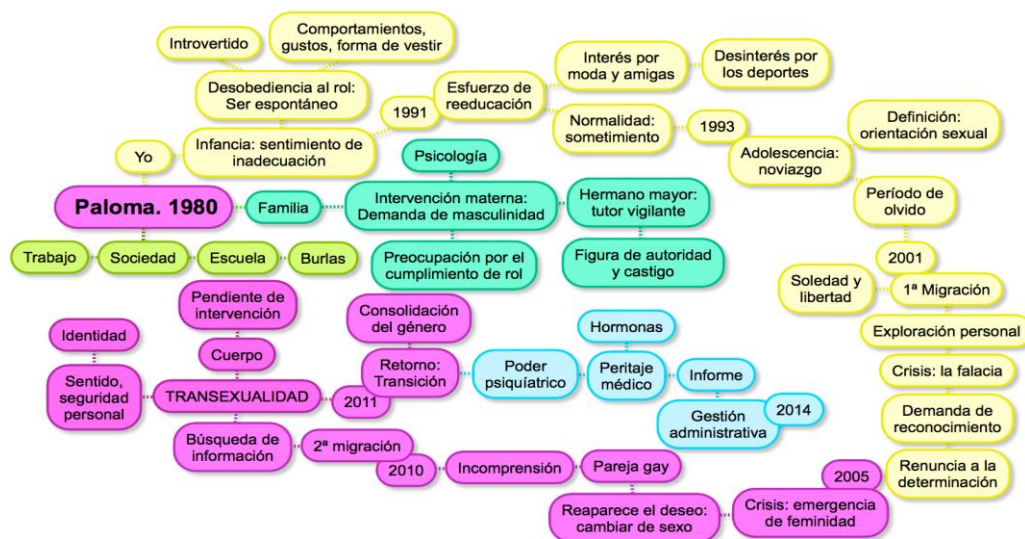 Introvertido
Comportamientos,
gustos, forma de vestir
Desobediencia al rol:
Ser espontáneo
Yo
Infancia: sentimiento de
inadecuación
1991
Esfuerzo de
reeducación
Interés por
moda y amigas
Desinterés por
los deportes
Normalidad:
sometimiento
1993
Adolescencia:
noviazgo
Definición:
orientación sexual
Período de
olvido
2001
1ª Migración
Soledad y
libertad
Exploración personal
Crisis: la falacia
Demanda de
reconocimiento
Renuncia a la
determinación
Paloma. 1980
Familia
Psicología
Intervención materna:
Demanda de masculinidad
Preocupación por el
cumplimiento de rol
Hermano mayor:
tutor vigilante
Figura de autoridad
y castigo
Trabajo
Sociedad
Escuela
Burlas
2005
Crisis: emergencia
de feminidad
Reaparece el deseo:
cambiar de sexo
Pareja gay
Incomprensión
2010
2ª migración
Búsqueda de
información
TRANSEXUALIDAD
Sentido,
seguridad
personal
Identidad
Cuerpo
Pendiente de
intervención
2011
Retorno:
Transición
Consolidación
del género
Poder
psiquíatrico
Peritaje
médico
Hormonas
Informe
Gestión
administrativa
2014